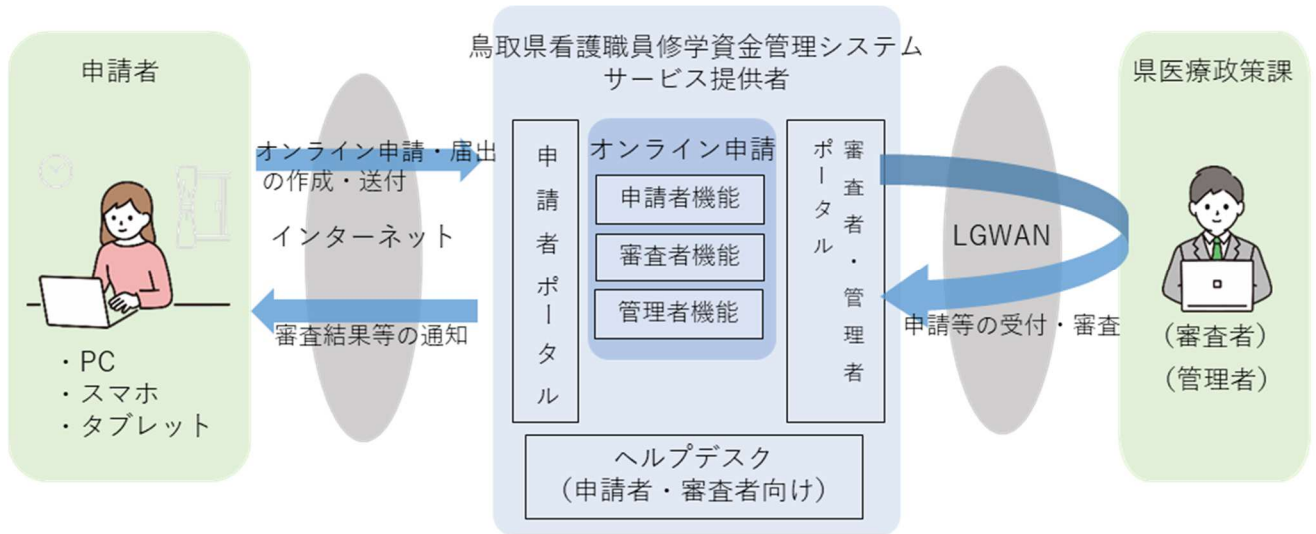 申請者
・PC
・スマホ
・タブレット
オンライン申請・届出
の作成・送付
インターネット
審査結果等の通知
鳥取県看護職員修学資金管理システム
サービス提供者
申請者ポータル
オンライン申請
申請者機能
審査者機能
管理者機能
審査者・管理者
ポータル
ヘルプデスク
（申請者・審査者向け）
LGWAN
申請等の受付・審査
県医療政策課
（審査者）
（管理者）